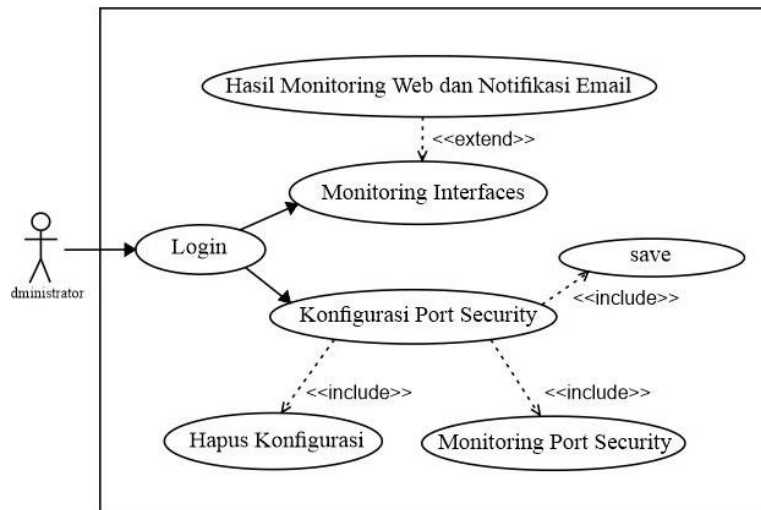 Hasil Monitoring Web dan Notifikasi Email
<<extend>>
Monitoring Interfaces
Login
dministrator
save
<<include>>
Konfigurasi Port Security
<<include>>
<<include>>
Hapus Konfigurasi
Monitoring Port Security